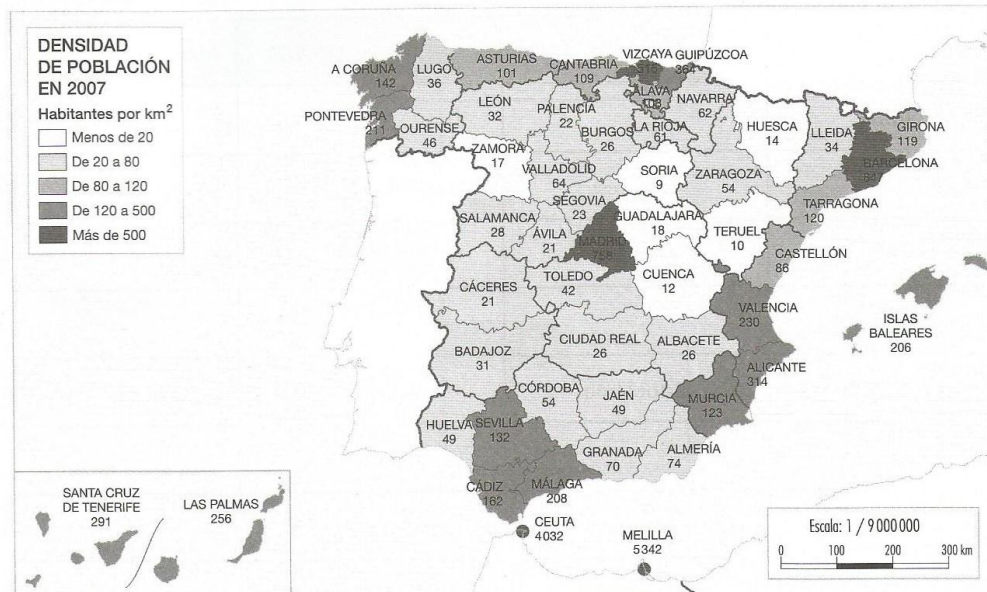 DENSIDAD
DE POBLACIÓN
EN 2007
Habitantes por km²
Menos de 20
De 20 a 80
De 80 a 120
De 120 a 500
Más de 500
A CORUÑA
142
LUGO
36
ASTURIAS
101
CANTABRIA
109
VIZCAYA
GUIPÚZCOA
PONTEVEDRA
211
OURENSE
46
LEÓN
32
PALENCIA
22
BURGOS
26
ÁLAVA
LA RIOJA
61
NAVARRA
62
HUESCA
14
LLEIDA
34
GIRONA
119
BARCELONA
ZAMORA
17
VALLADOLID
64
SORIA
9
ZARAGOZA
54
TARRAGONA
120
SEGOVIA
23
SALAMANCA
28
ÁVILA
21
MADRID
GUADALAJARA
18
TERUEL
10
CASTELLÓN
86
CÁCERES
21
TOLEDO
42
CUENCA
12
VALENCIA
230
ISLAS
BALEARES
206
BADAJOZ
31
CIUDAD REAL
26
ALBACETE
26
ALICANTE
314
CÓRDOBA
54
JAÉN
49
MURCIA
123
HUELVA
49
SEVILLA
132
GRANADA
70
ALMERÍA
74
CÁDIZ
162
MÁLAGA
208
CEUTA
4032
MELILLA
5342
SANTA CRUZ
DE TENERIFE
291
LAS PALMAS
256
Escala: 1 / 9 000 000
0 100 200 300 km